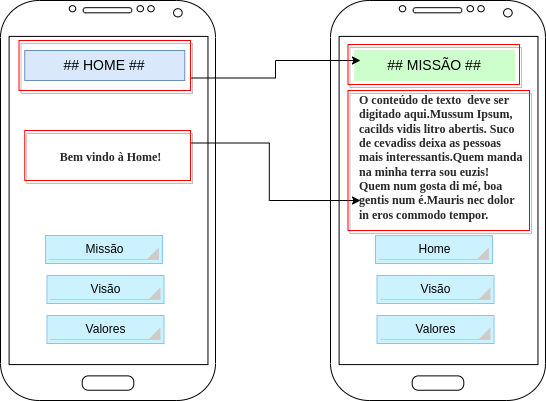 ## HOME ##
Bem vindo à Home!
Missão
Visão
Valores
## MISSÃO ##
O conteúdo de texto deve ser
digitado aqui.Mussum Ipsum,
cacilds vidis litro abertis. Suco
de cevadiss deixa as pessoas
mais interessantis.Quem manda
na minha terra sou euzis!
Quem num gosta di mé, boa
gentis num é.Mauris nec dolor
in eros commodo tempor.
Home
Visão
Valores